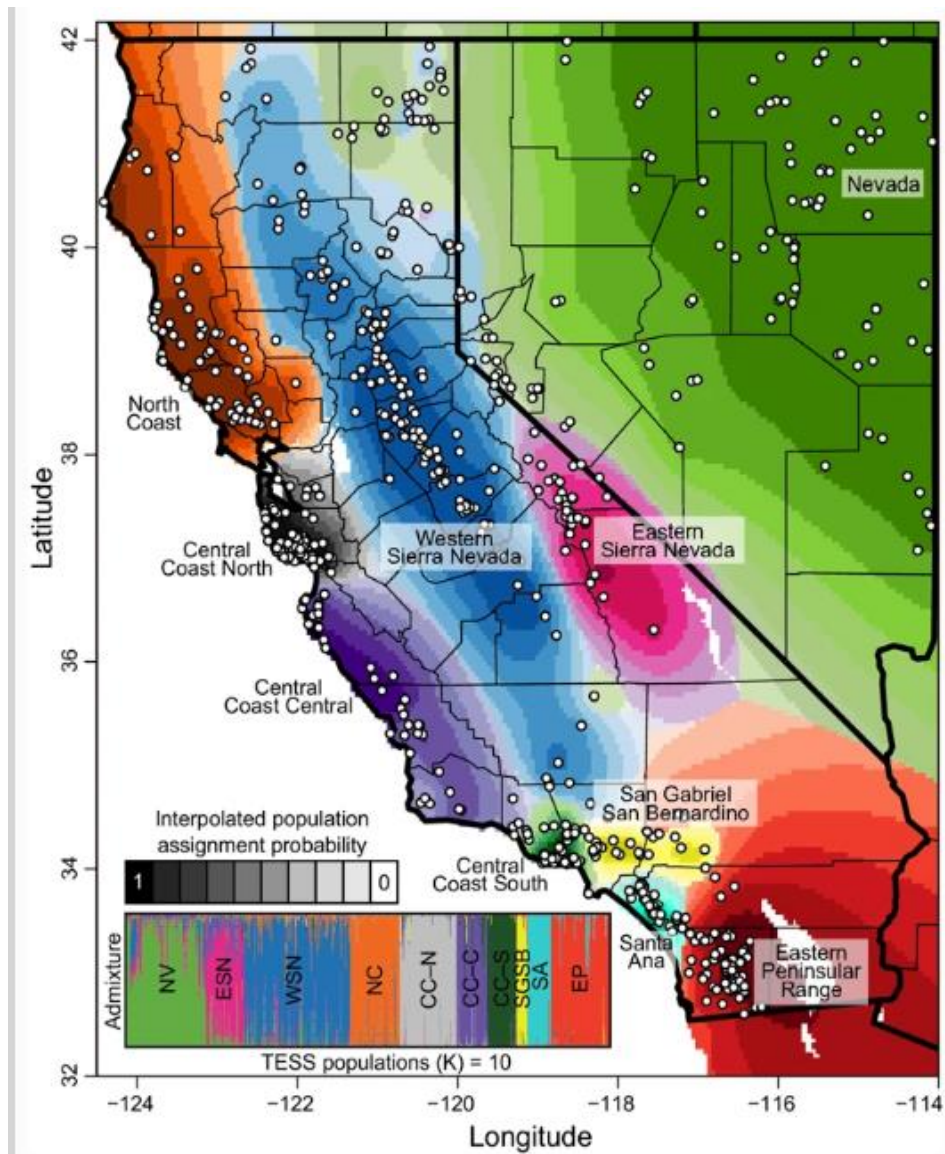 42
40
38
36
34
32
Latitude
Nevada
North
Coast
Central
Coast North
Western
Sierra Nevada
Eastern
Sierra Nevada
Central
Coast Central
San Gabriel
San Bernardino
Interpolated population
assignment probability
1
0
Central
Coast South
Santa
Ana
Eastern
Peninsular
Range
Admixture
NV
ESN
WSN
NC
CC–N
CC–C
CC–S
SGSB
SA
EP
TESS populations (K) = 10
−124
−122
−120
−118
−116
−114
Longitude